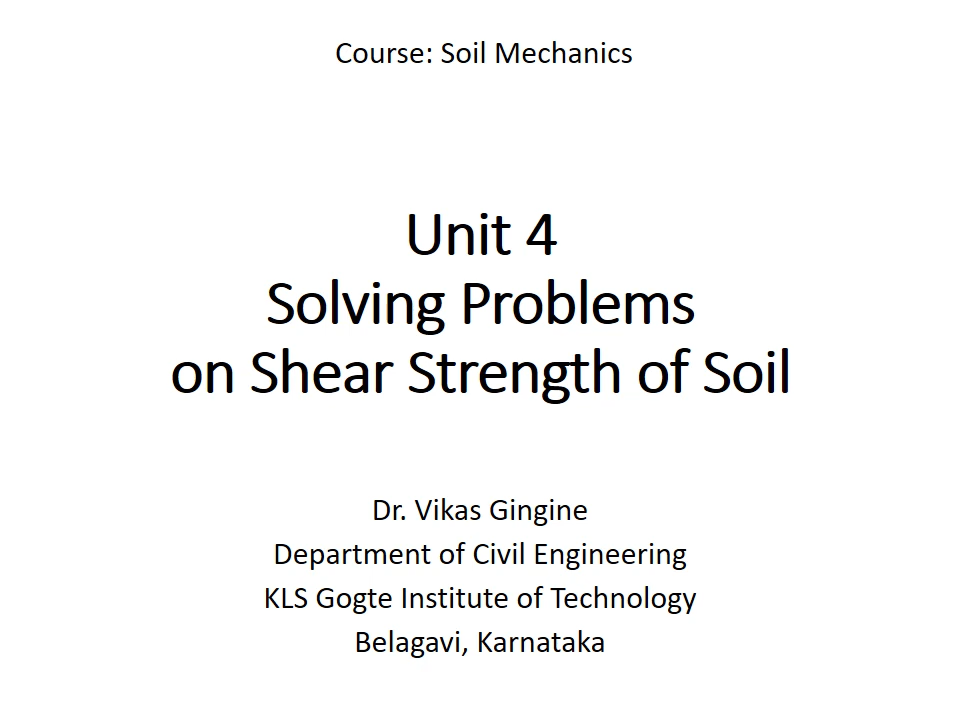 Course: Soil Mechanics
Unit 4
Solving Problems
on Shear Strength of Soil
Dr. Vikas Gingine
Department of Civil Engineering
KLS Gogte Institute of Technology
Belagavi, Karnataka